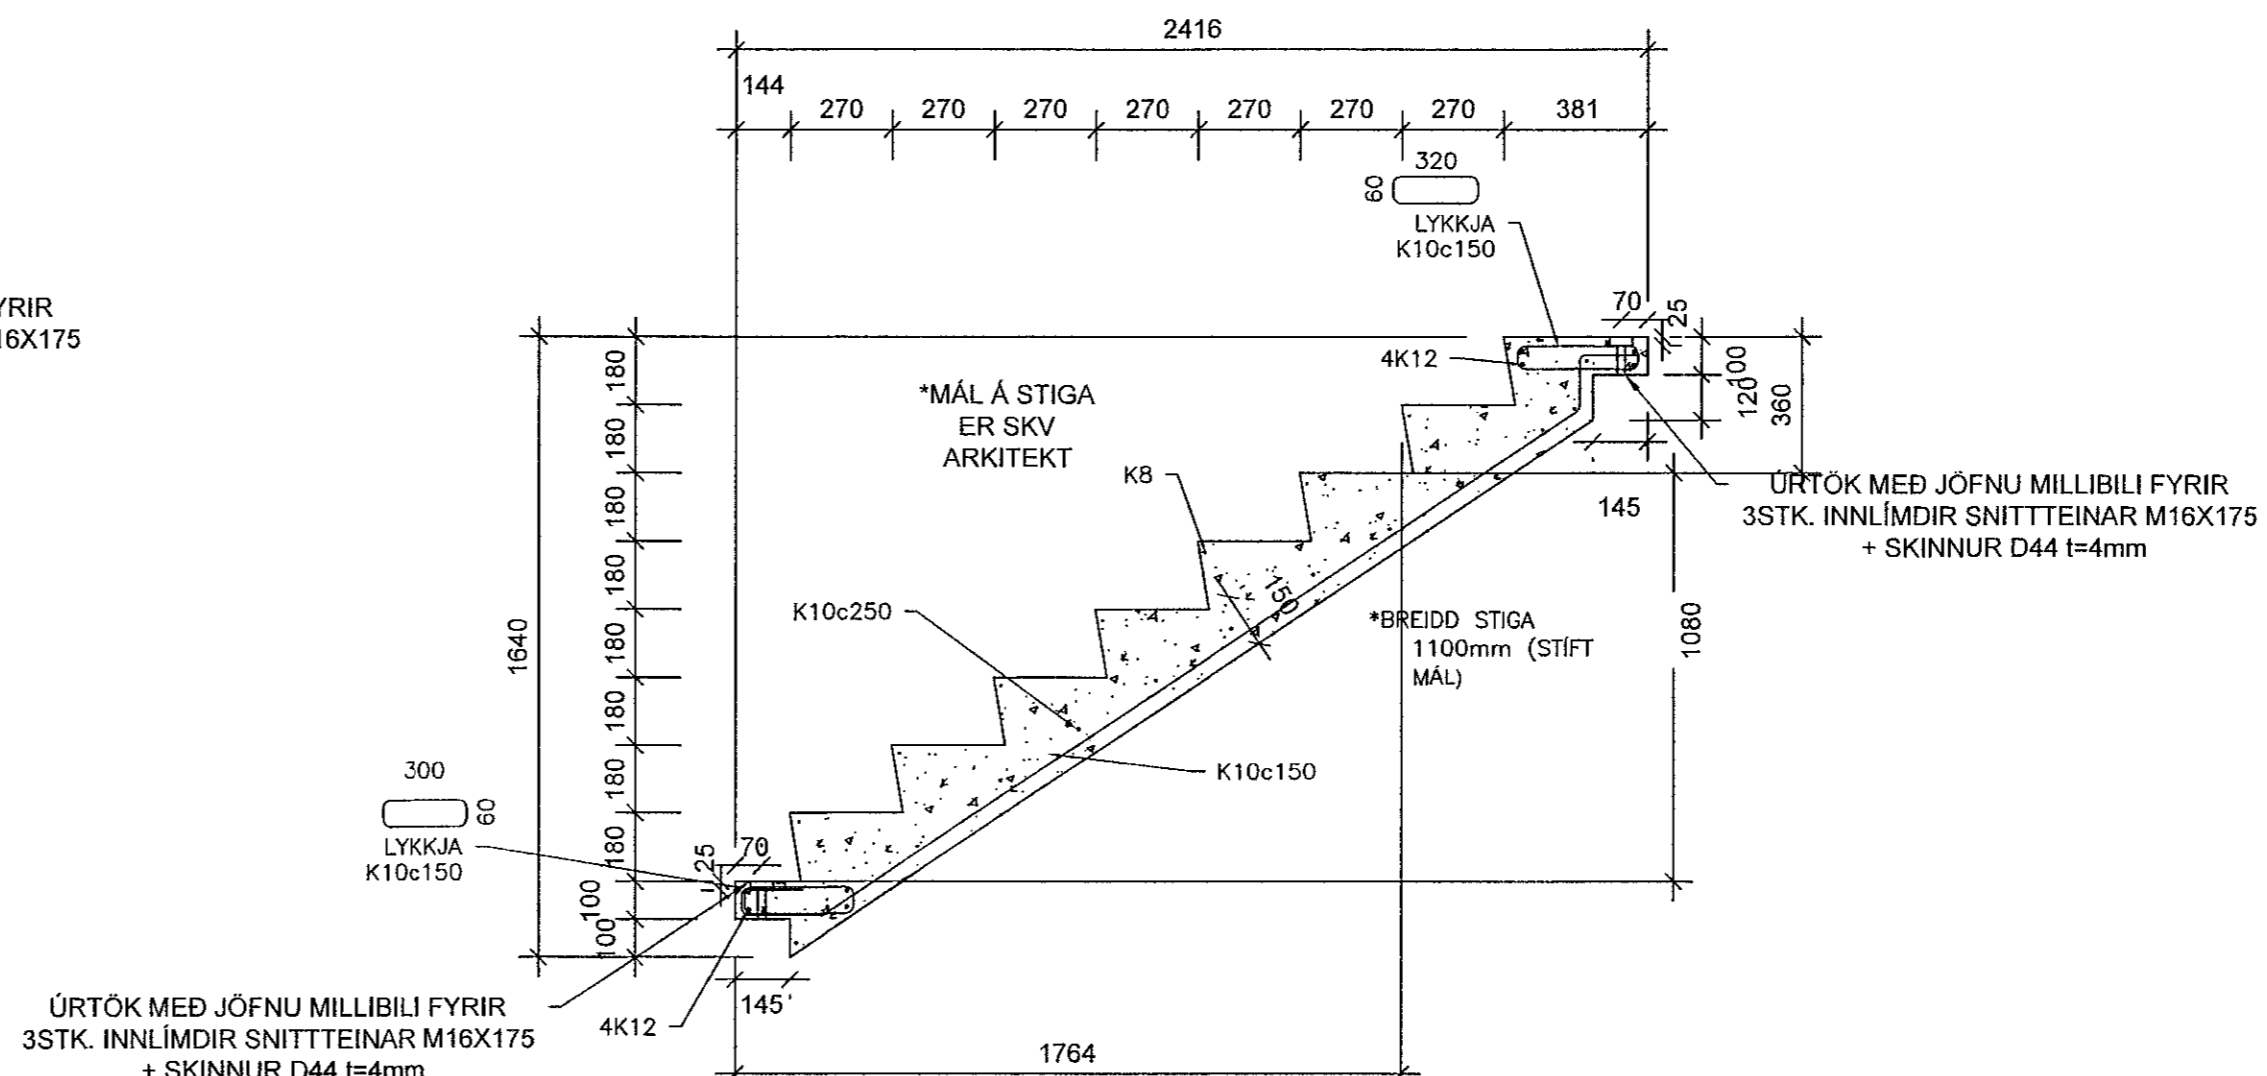 2416
144
270 270 270 270 270 270 270 381
320
60
LYKKJA
K10c150
YRIR
16X175
70
25
4K12
100
120
360
180
180
180
180
180
180
180
180
100
100
1640
*MÁL Á STIGA
ER SKV
ARKITEKT
K8
145
ÚRTÖK MEÐ JÖFNU MILLIBILI FYRIR
3STK. INNLÍMDIR SNITTTEINAR M16X175
+ SKINNUR D44 t=4mm
150
K10c250
*BREIDD STIGA
1100mm (STÍFT
MÁL)
1080
K10c150
300
60
LYKKJA
K10c150
25
70
145
4K12
ÚRTÖK MEÐ JÖFNU MILLIBILI FYRIR
3STK. INNLÍMDIR SNITTTEINAR M16X175
+ SKINNUR D44 t=4mm
1764